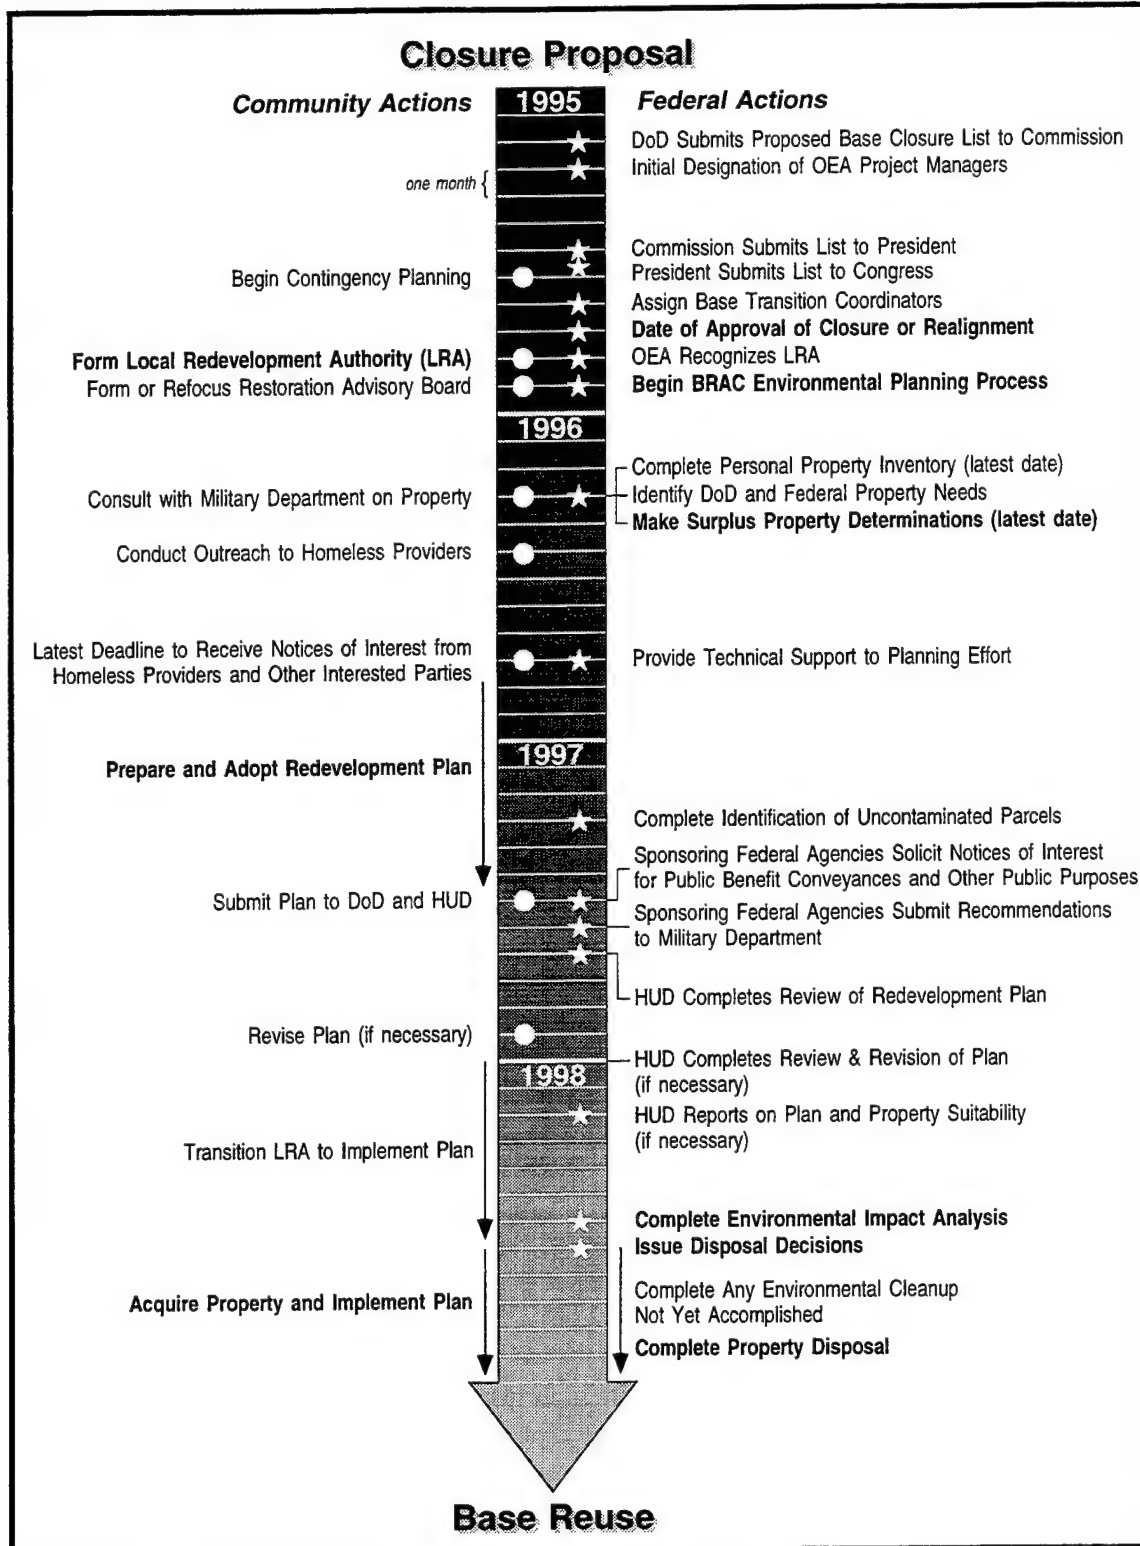 Closure Proposal
Community Actions
1995
Federal Actions
DoD Submits Proposed Base Closure List to Commission
Initial Designation of OEA Project Managers
one month {
Commission Submits List to President
Begin Contingency Planning
President Submits List to Congress
Assign Base Transition Coordinators
Date of Approval of Closure or Realignment
Form Local Redevelopment Authority (LRA)
OEA Recognizes LRA
Form or Refocus Restoration Advisory Board
Begin BRAC Environmental Planning Process
1996
Complete Personal Property Inventory (latest date)
Consult with Military Department on Property
Identify DoD and Federal Property Needs
Make Surplus Property Determinations (latest date)
Conduct Outreach to Homeless Providers
Latest Deadline to Receive Notices of Interest from
Homeless Providers and Other Interested Parties
Provide Technical Support to Planning Effort
1997
Prepare and Adopt Redevelopment Plan
Complete Identification of Uncontaminated Parcels
Sponsoring Federal Agencies Solicit Notices of Interest
for Public Benefit Conveyances and Other Public Purposes
Submit Plan to DoD and HUD
Sponsoring Federal Agencies Submit Recommendations
to Military Department
HUD Completes Review of Redevelopment Plan
Revise Plan (if necessary)
HUD Completes Review & Revision of Plan
(if necessary)
1998
HUD Reports on Plan and Property Suitability
(if necessary)
Transition LRA to Implement Plan
Complete Environmental Impact Analysis
Issue Disposal Decisions
Complete Any Environmental Cleanup
Not Yet Accomplished
Acquire Property and Implement Plan
Complete Property Disposal
Base Reuse